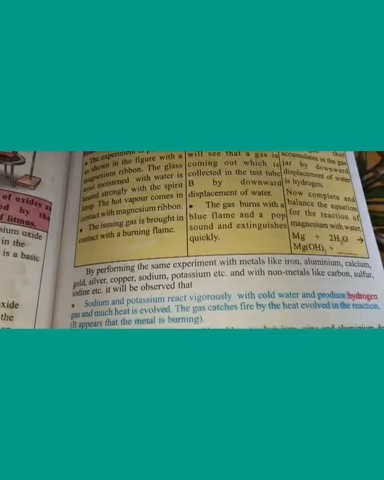 of oxides a
ed by the
f litmus.
sium oxide
in the
is a basic
oxide
the
• The experiment
is shown in the figure with a
magnesium ribbon. The glass
wool moistened with water is
heated strongly with the spirit
lamp. The hot vapour comes in
contact with magnesium ribbon.
• The issuing gas is brought in
contact with a burning flame.
will see that a gas is
coming out which is
collected in the test tube
B by downward
displacement of water.
• The gas burns with a
blue flame and a pop
sound and extinguishes
quickly.
accumulates in the gas
jar by downward
displacement of water
is hydrogen.
Now complete and
balance the equation
for the reaction of
magnesium with water.
Mg + 2H₂O →
Mg(OH)₂ +
By performing the same experiment with metals like iron, aluminium, calcium,
gold, silver, copper, sodium, potassium etc. and with non-metals like carbon, sulfur,
iodine etc. it will be observed that
• Sodium and potassium react vigorously with cold water and produce hydrogen
gas and much heat is evolved. The gas catches fire by the heat evolved in the reaction.
(It appears that the metal is burning).